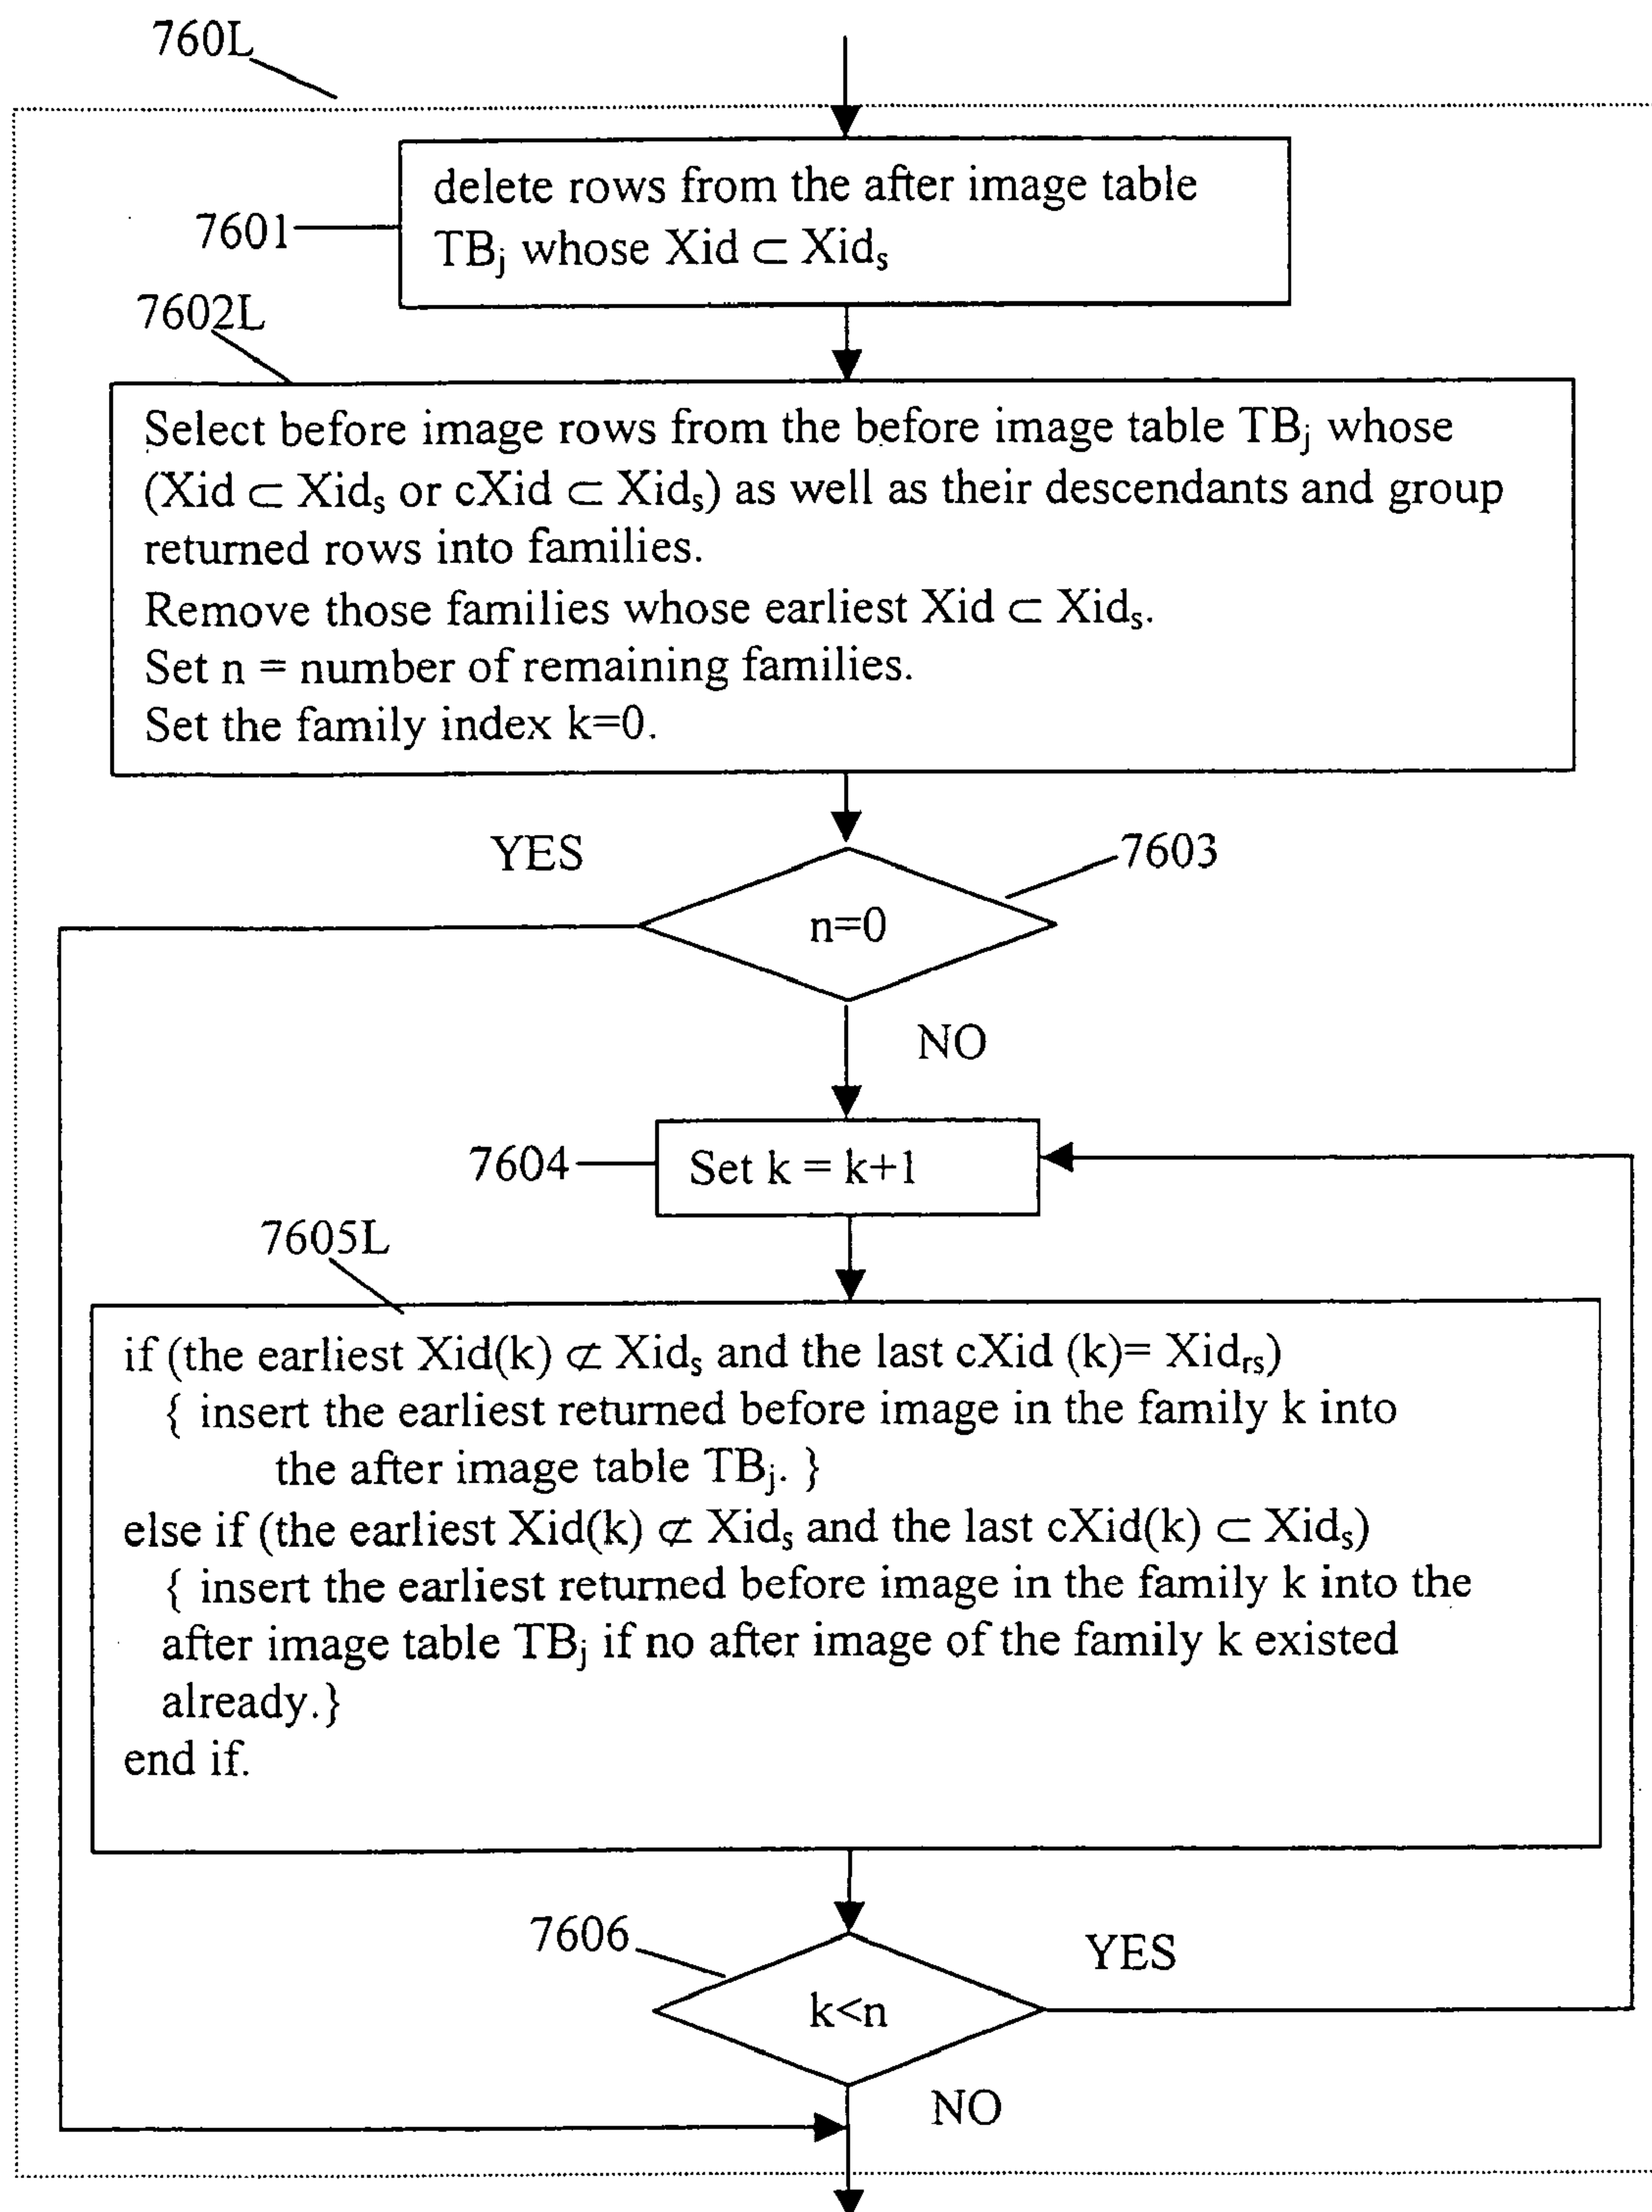 760L
7601
delete rows from the after image table
TBj whose Xid ⊂ Xids
7602L
Select before image rows from the before image table TBj whose
(Xid ⊂ Xids or cXid ⊂ Xids) as well as their descendants and group
returned rows into families.
Remove those families whose earliest Xid ⊂ Xids.
Set n = number of remaining families.
Set the family index k=0.
YES
7603
n=0
NO
7604
Set k = k+1
7605L
if (the earliest Xid(k) ⊄ Xids and the last cXid (k)= Xidrs)
{ insert the earliest returned before image in the family k into
the after image table TBj. }
else if (the earliest Xid(k) ⊄ Xids and the last cXid(k) ⊂ Xids)
{ insert the earliest returned before image in the family k into the
after image table TBj if no after image of the family k existed
already.}
end if.
7606
YES
k<n
NO